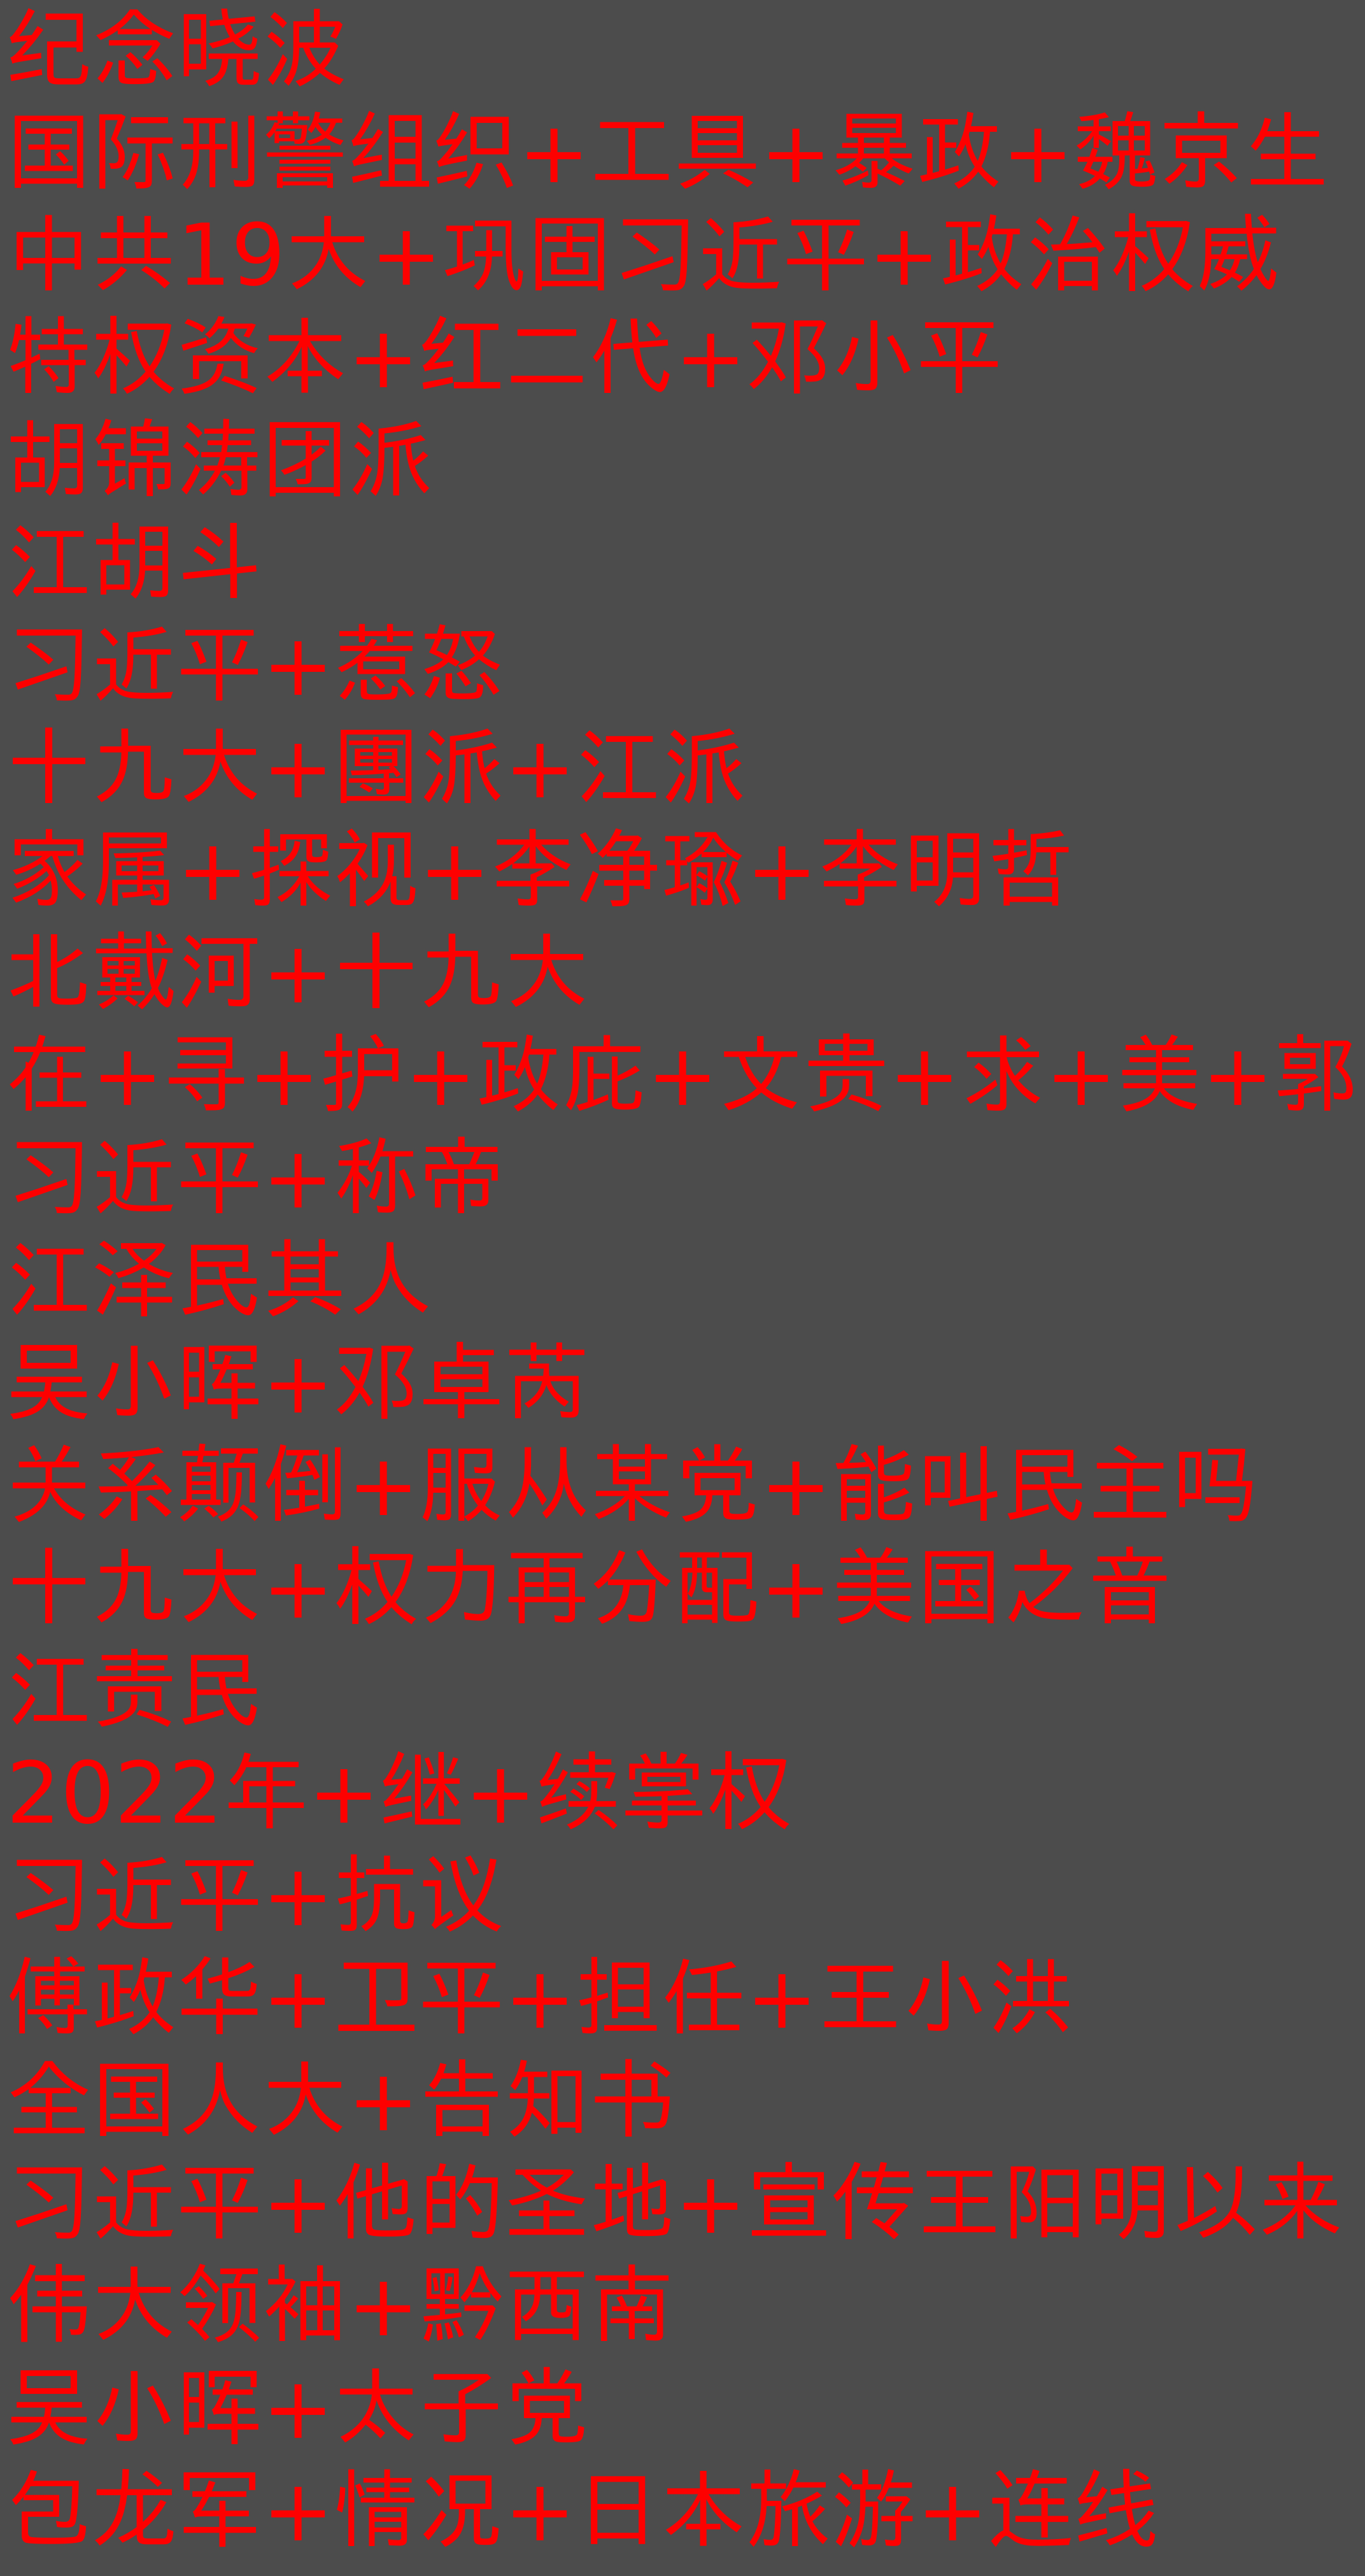 纪念晓波
国际刑警组织+工具+暴政+魏京生
中共19大+巩固习近平+政治权威
特权资本+红二代+邓小平
胡锦涛团派
江胡斗
习近平+惹怒
十九大+團派+江派
家属+探视+李净瑜+李明哲
北戴河+十九大
在+寻+护+政庇+文贵+求+美+郭
习近平+称帝
江泽民其人
吴小晖+邓卓芮
关系颠倒+服从某党+能叫民主吗
十九大+权力再分配+美国之音
江责民
2022年+继+续掌权
习近平+抗议
傅政华+卫平+担任+王小洪
全国人大+告知书
习近平+他的圣地+宣传王阳明以来
伟大领袖+黔西南
吴小晖+太子党
包龙军+情况+日本旅游+连线